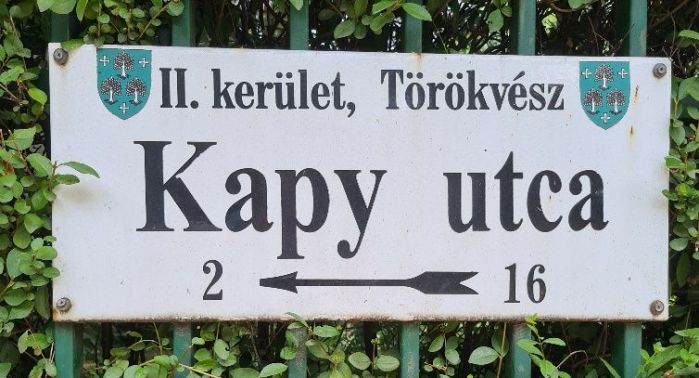 II. kerület, Törökvész
Kapy utca
2 16